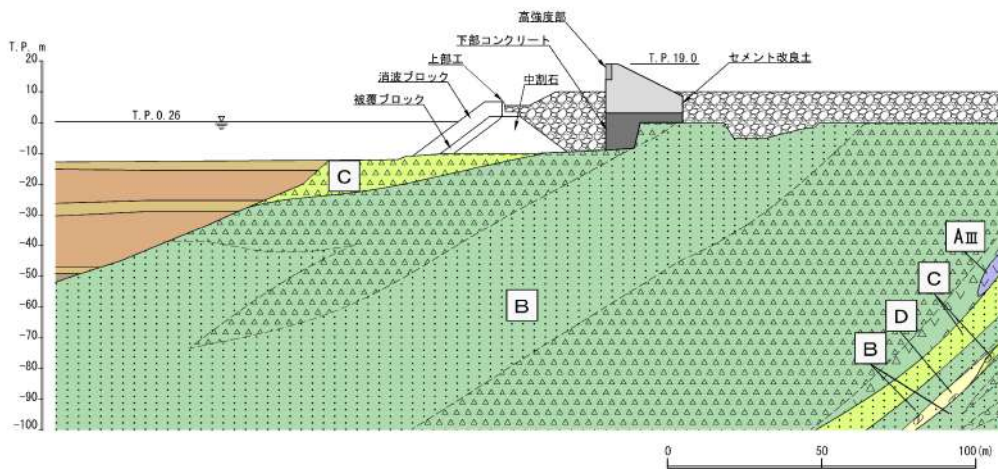 高強度部
下部コンクリート
T.P. m
上部工
T.P.19.0
セメント改良土
消波ブロック
中割石
被覆ブロック
T.P.0.26
20
10
0
-10
-20
-30
-40
-50
-60
-70
-80
-90
-100
C
AⅢ
C
B
D
B
0
50
100(m)